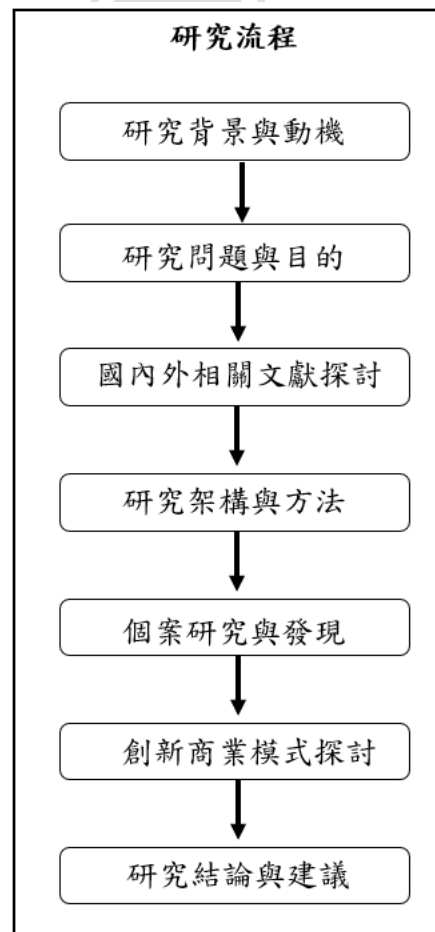 研究流程
研究背景與動機
研究問題與目的
國內外相關文獻探討
研究架構與方法
個案研究與發現
創新商業模式探討
研究結論與建議